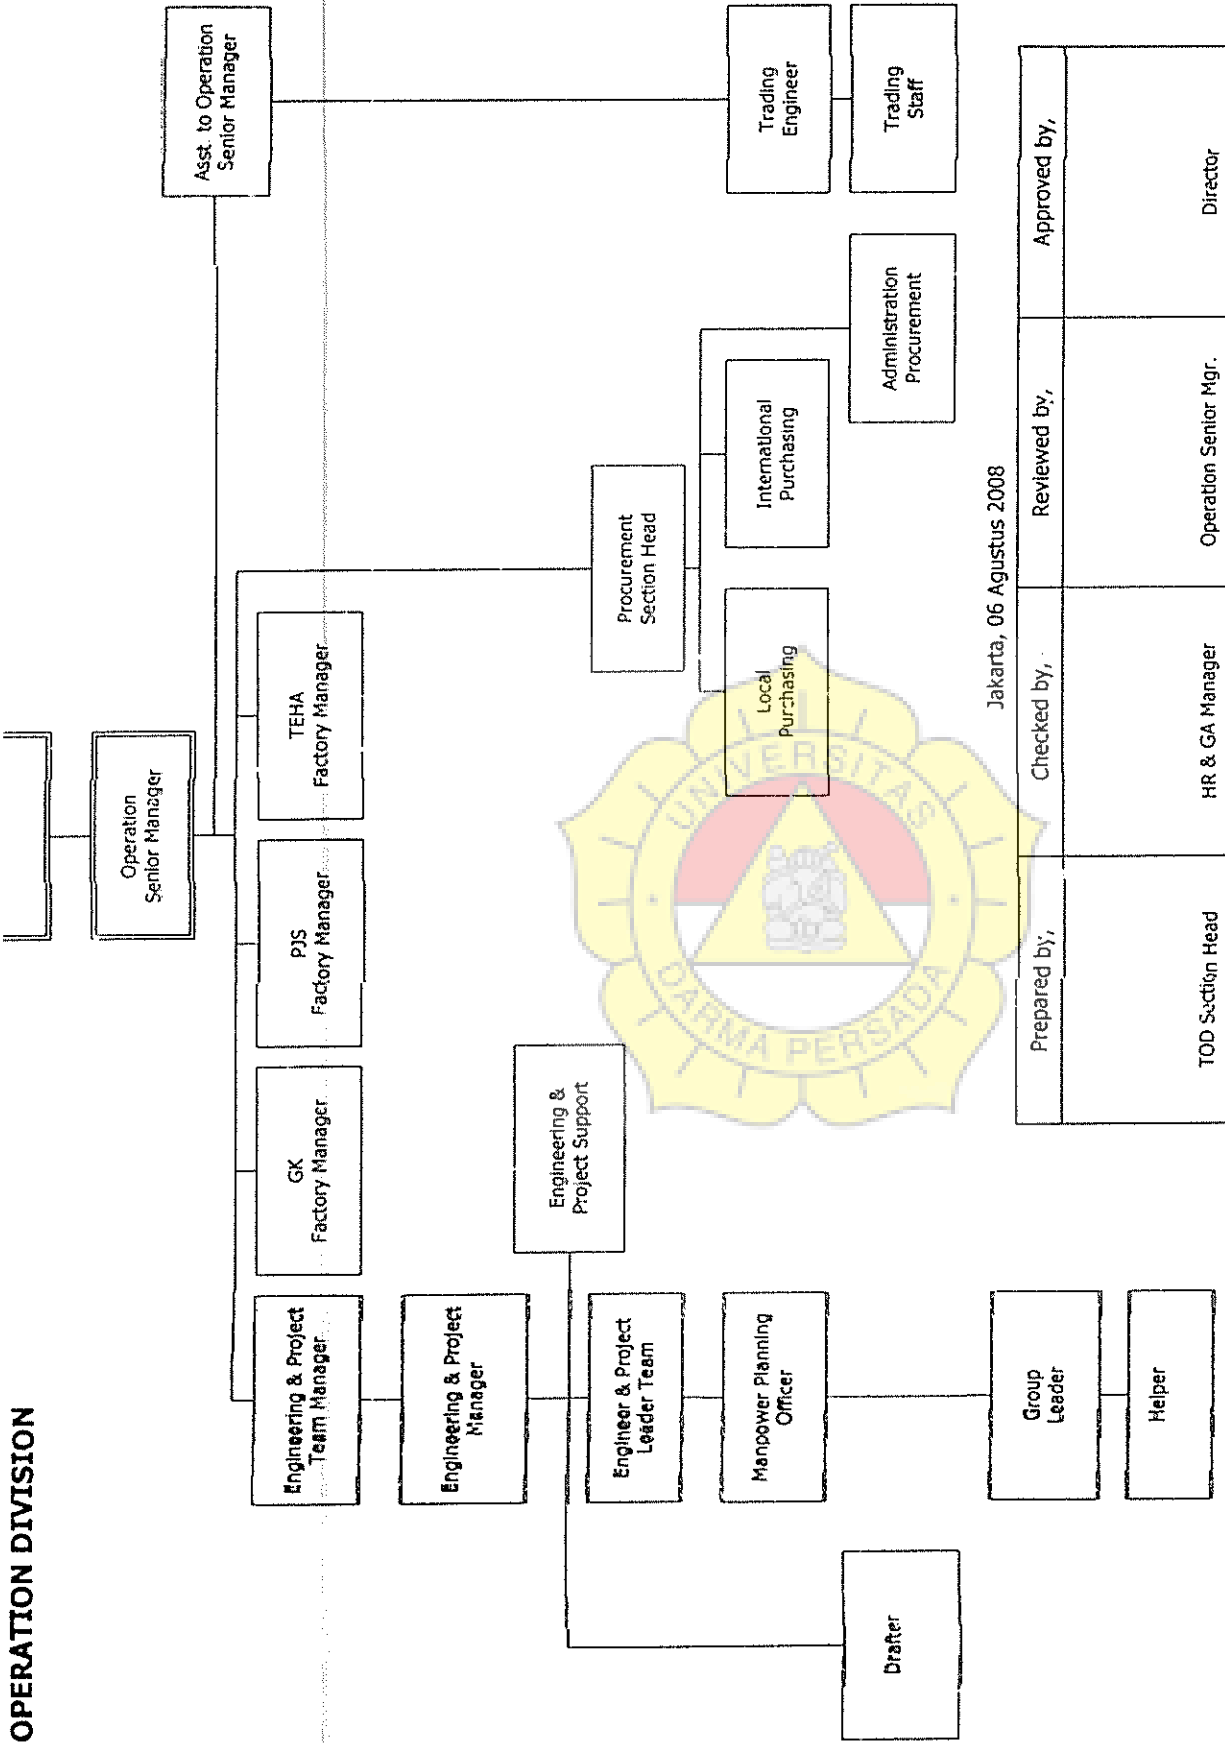 OPERATION DIVISION
Operation
Senior Manager
Asst. to Operation
Senior Manager
Engineering & Project
Team Manager
GK
Factory Manager
PJS
Factory Manager
TEHA
Factory Manager
Engineering & Project
Manager
Engineering &
Project Support
Procurement
Section Head
Engineer & Project
Leader Team
Manpower Planning
Officer
Local
Purchasing
International
Purchasing
Trading
Engineer
Drafter
Administration
Procurement
Trading
Staff
Group
Leader
Helper
Jakarta, 06 Agustus 2008
Prepared by,
Checked by,
Reviewed by,
Approved by,
TOD Section Head
HR & GA Manager
Operation Senior Mgr.
Director
UNIVERSITAS
DARMA PERSADA